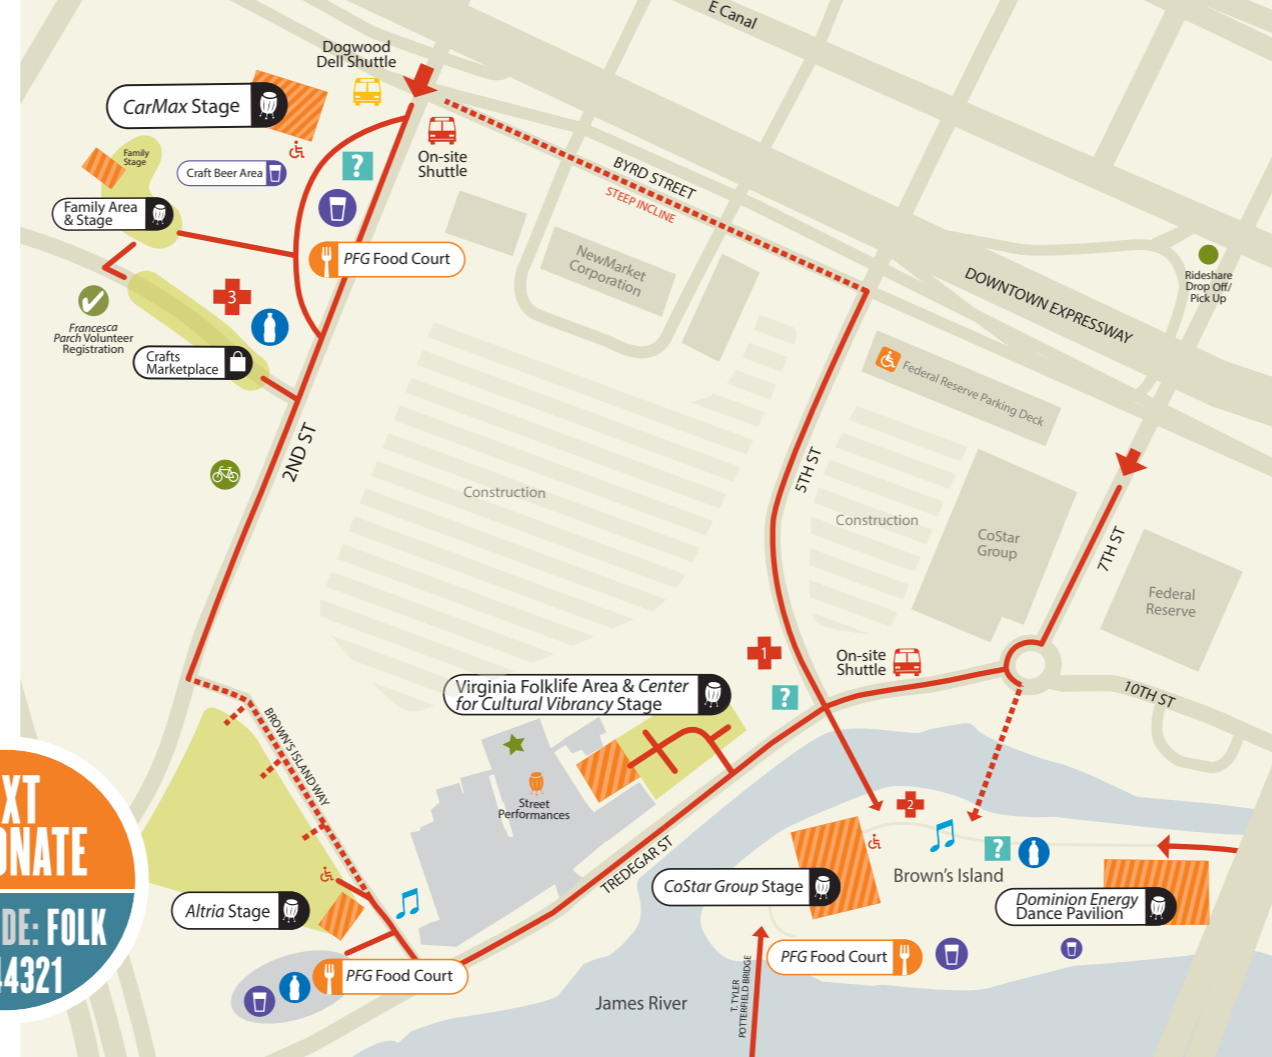 E Canal
Dogwood
Dell Shuttle
CarMax Stage
On-site
Shuttle
Family
Stage
Craft Beer Area
?
BYRD STREET
STEEP INCLINE
Family Area
& Stage
PFG Food Court
NewMarket
Corporation
DOWNTOWN EXPRESSWAY
Rideshare
Drop Off/
Pick Up
3
Francesca
Parch Volunteer
Registration
Crafts
Marketplace
Federal Reserve Parking Deck
2ND ST
5TH ST
Construction
Construction
CoStar
Group
7TH ST
Federal
Reserve
1
On-site
Shuttle
?
Virginia Folklife Area & Center
for Cultural Vibrancy Stage
10TH ST
BROWN'S ISLAND WAY
Street
Performances
2
?
XT
ONATE
DE: FOLK
44321
TREDEGAR ST
CoStar Group Stage
Brown's Island
Dominion Energy
Dance Pavilion
Altria Stage
PFG Food Court
PFG Food Court
T. TYLER
POTTERFIELD BRIDGE
James River